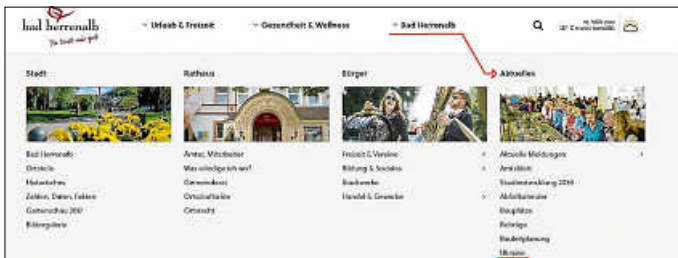 bad herrenalb
Urlaub & Freizeit
Gesundheit & Wellness
Bad Herrenalb
Stadt
Bad Herrenalb
Ortsteile
Historisches
Zahlen, Daten, Fakten
Gartenschau 2017
Bildergalerie
Rathaus
Ämter, Mitarbeiter
Was erledige ich wo?
Gemeinderat
Ortschaftsräte
Ortsrecht
Bürger
Freizeit & Vereine
Bildung & Soziales
Stadtwerke
Handel & Gewerbe
Aktuelles
Aktuelle Meldungen
Amtsblatt
Stadtentwicklung 2030
Abfallkalender
Bauplätze
Bauleitplanung
Ukraine